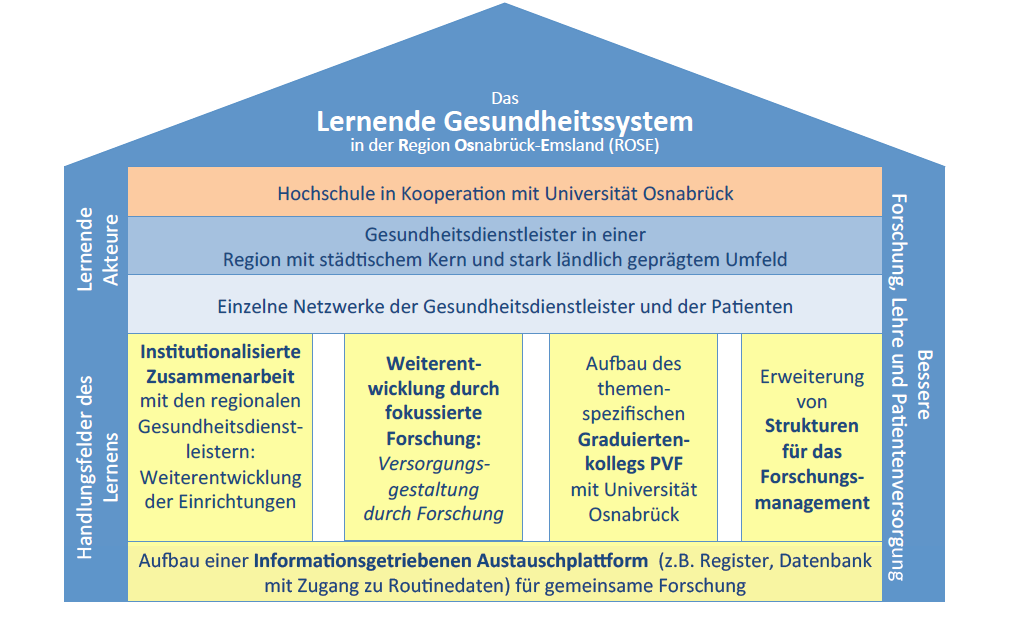 Das
Lernende Gesundheitssystem
in der Region Osnabrück-Emsland (ROSE)
Lernende
Akteure
Hochschule in Kooperation mit Universität Osnabrück
Gesundheitsdienstleister in einer
Region mit städtischem Kern und stark ländlich geprägtem Umfeld
Einzelne Netzwerke der Gesundheitsdienstleister und der Patienten
Handlungsfelder des
Lernens
Institutionalisierte
Zusammenarbeit
mit den regionalen
Gesundheitsdienst-
leistern:
Weiterentwicklung
der Einrichtungen
Weiterent-
wicklung durch
fokussierte
Forschung:
Versorgungs-
gestaltung
durch Forschung
Aufbau des
themen-
spezifischen
Graduierten-
kollegs PVF
mit Universität
Osnabrück
Erweiterung
von
Strukturen
für das
Forschungs-
management
Aufbau einer Informationsgetriebenen Austauschplattform (z.B. Register, Datenbank
mit Zugang zu Routinedaten) für gemeinsame Forschung
Bessere
Forschung, Lehre und Patientenversorgung